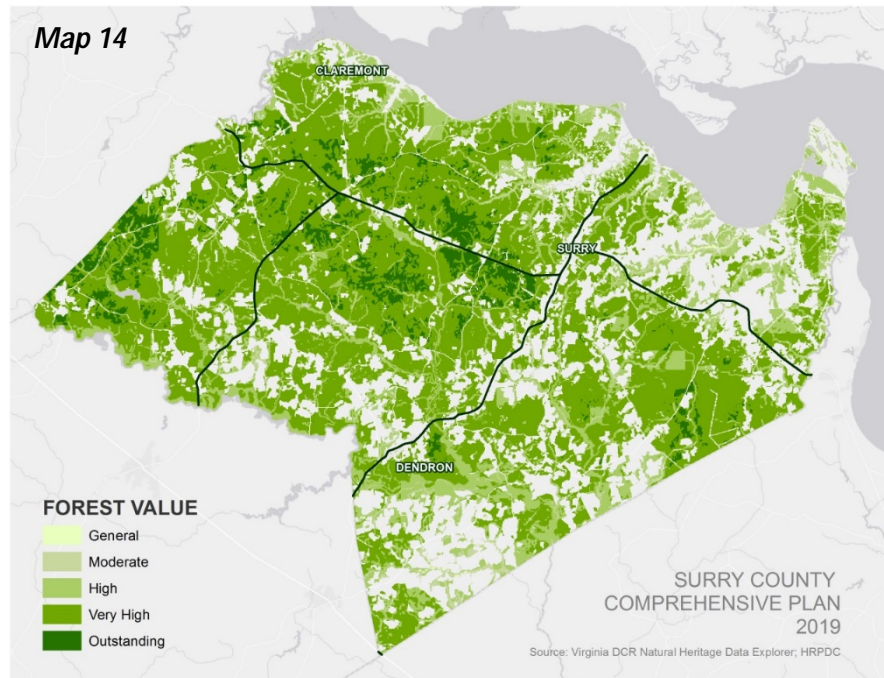 Map 14
CLAREMONT
SURRY
DENDRON
FOREST VALUE
General
Moderate
High
Very High
Outstanding
SURRY COUNTY
COMPREHENSIVE PLAN
2019
Source: Virginia DCR Natural Heritage Data Explorer; HRPDC